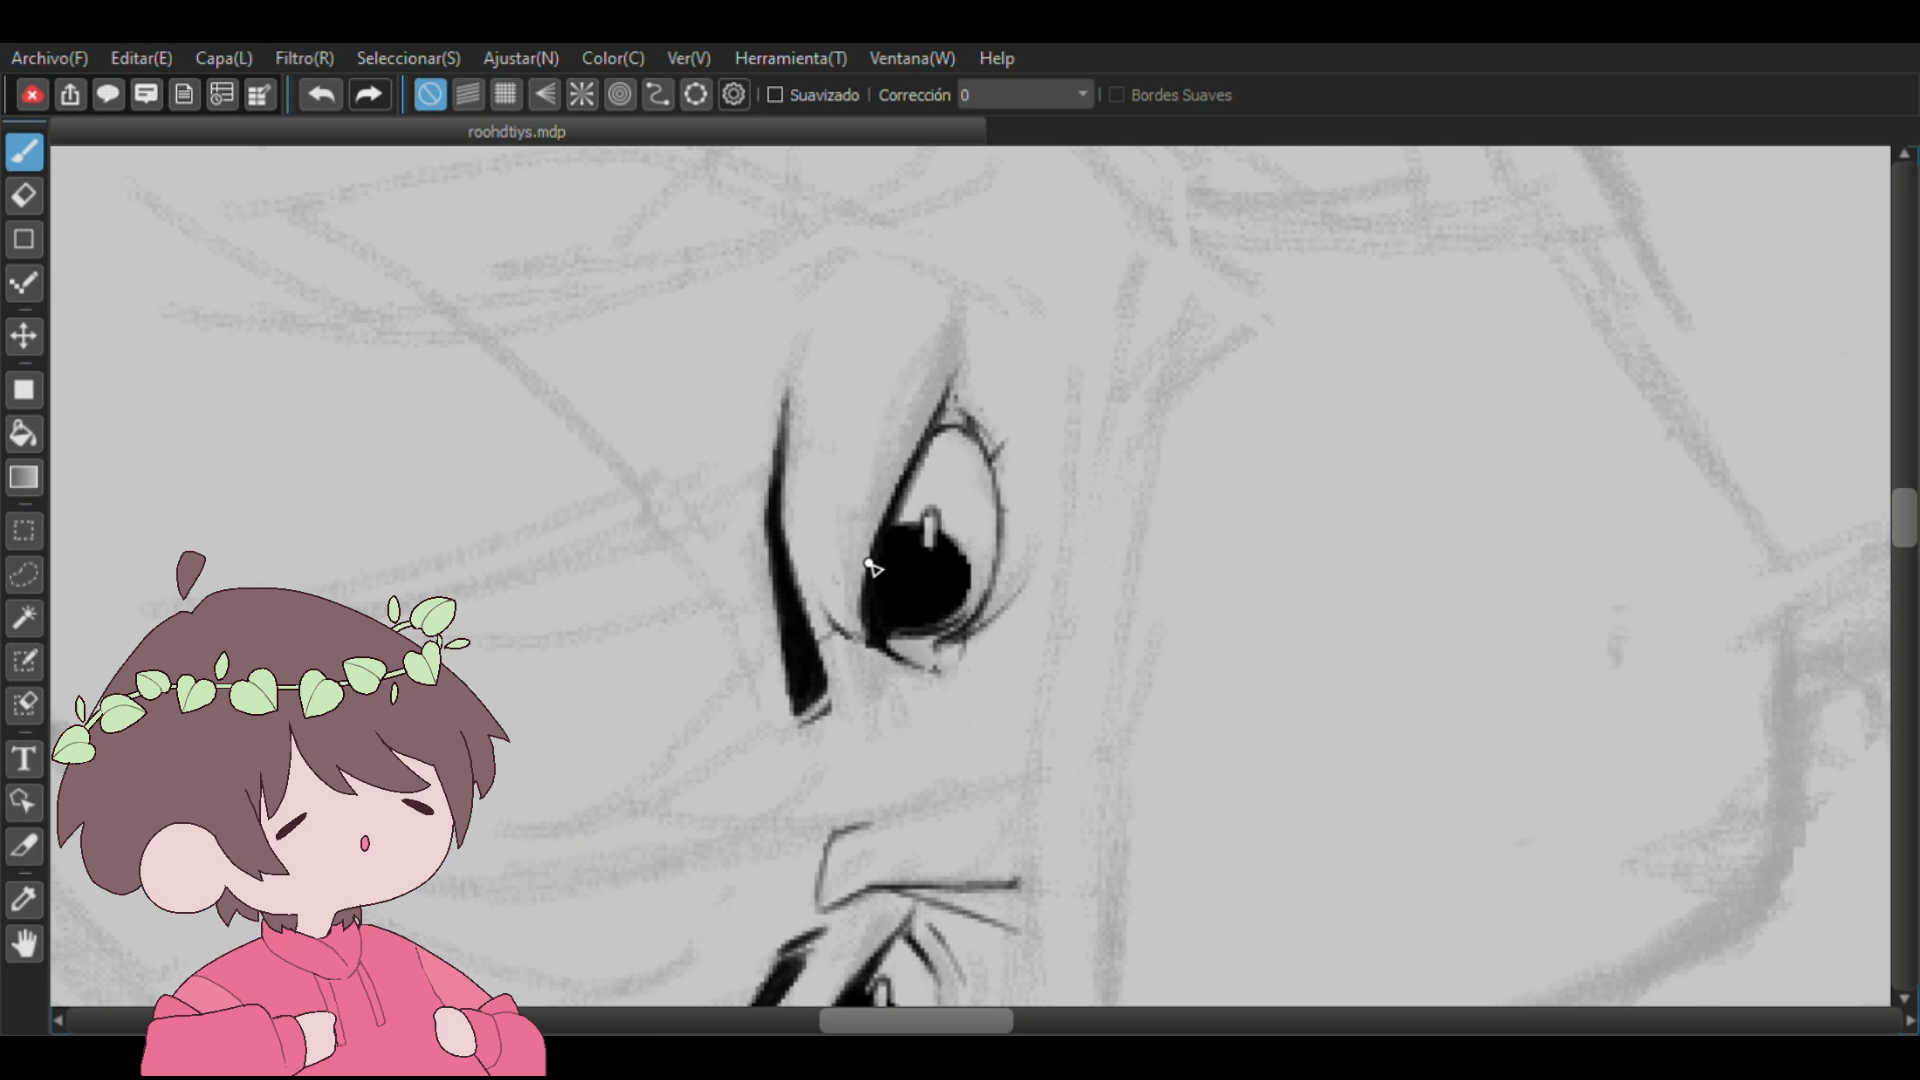 Archivo(F) Editar(E) Capa(L) Filtro(R) Seleccionar(S) Ajustar(N) Color(C) Ver(V) Herramienta(T) Ventana(W) Help
Suavizado Corrección 0 Bordes Suaves
roohdtiys.mdp
T